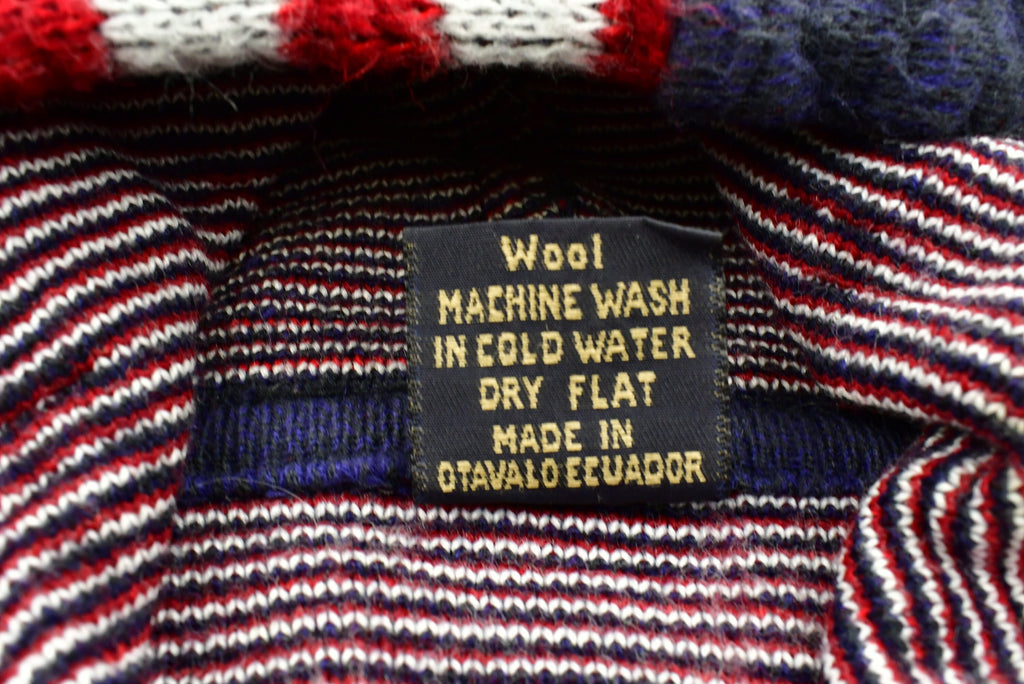 Wool
MACHINE WASH
IN COLD WATER
DRY FLAT
MADE IN
OTAVALO ECUADOR